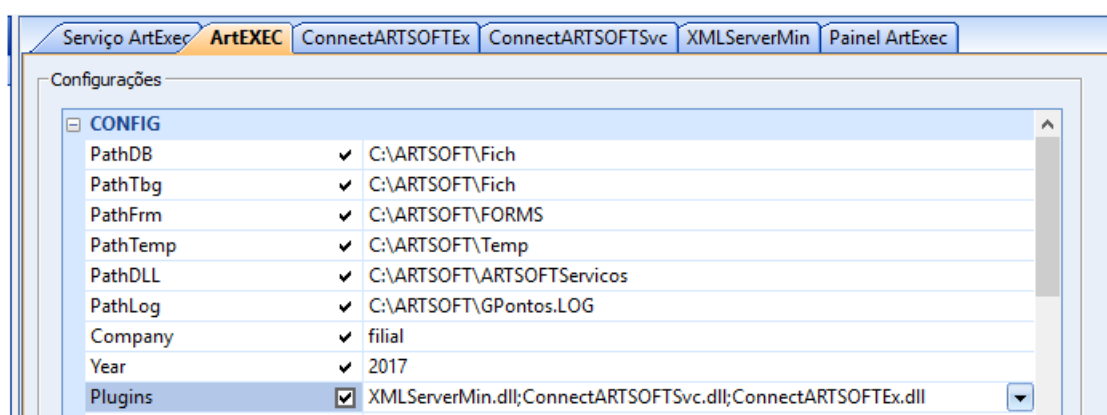 Serviço ArtExec ArtEXEC ConnectARTSOFTEx ConnectARTSOFTSvc XMLServerMin Painel ArtExec
Configurações
CONFIG
PathDB C:\ARTSOFT\Fich
PathTbg C:\ARTSOFT\Fich
PathFrm C:\ARTSOFT\FORMS
PathTemp C:\ARTSOFT\Temp
PathDLL C:\ARTSOFT\ARTSOFTServicos
PathLog C:\ARTSOFT\GPontos.LOG
Company filial
Year 2017
Plugins XMLServerMin.dll;ConnectARTSOFTSvc.dll;ConnectARTSOFTEx.dll